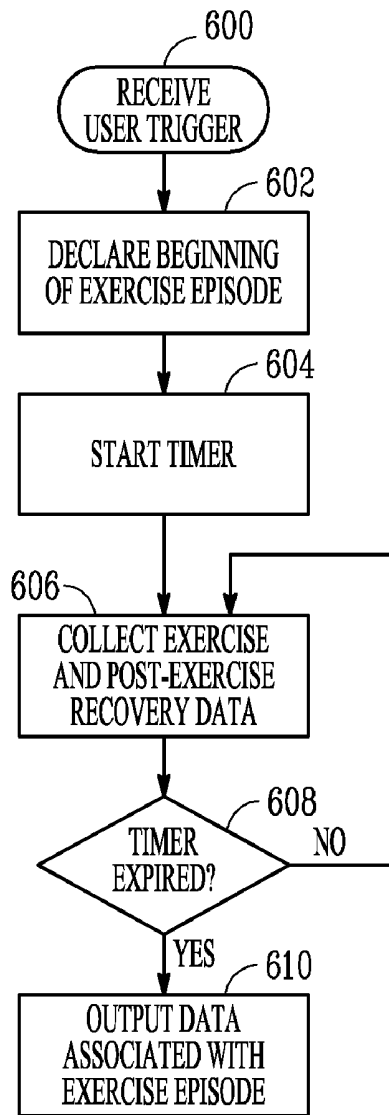 600
RECEIVE
USER TRIGGER
602
DECLARE BEGINNING
OF EXERCISE EPISODE
604
START TIMER
606
COLLECT EXERCISE
AND POST-EXERCISE
RECOVERY DATA
608
TIMER
EXPIRED?
NO
YES
610
OUTPUT DATA
ASSOCIATED WITH
EXERCISE EPISODE